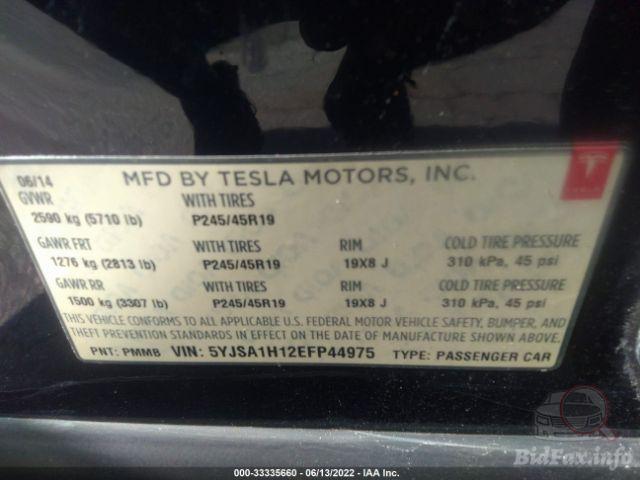 06/14 MFD BY TESLA MOTORS, INC.
GVWR WITH TIRES
2590 kg (5710 lb) P245/45R19
GAWR FRT WITH TIRES RIM COLD TIRE PRESSURE
1276 kg (2813 lb) P245/45R19 19X8 J 310 kPa, 45 psi
GAWR RR WITH TIRES RIM COLD TIRE PRESSURE
1500 kg (3307 lb) P245/45R19 19X8 J 310 kPa, 45 psi
THIS VEHICLE CONFORMS TO ALL APPLICABLE U.S. FEDERAL MOTOR VEHICLE SAFETY, BUMPER, AND
THEFT PREVENTION STANDARDS IN EFFECT ON THE DATE OF MANUFACTURE SHOWN ABOVE.
PNT: PMMB VIN: 5YJSA1H12EFP44975 TYPE: PASSENGER CAR
TESLA
BidFax.info
000-33335660 - 06/13/2022 - IAA Inc.